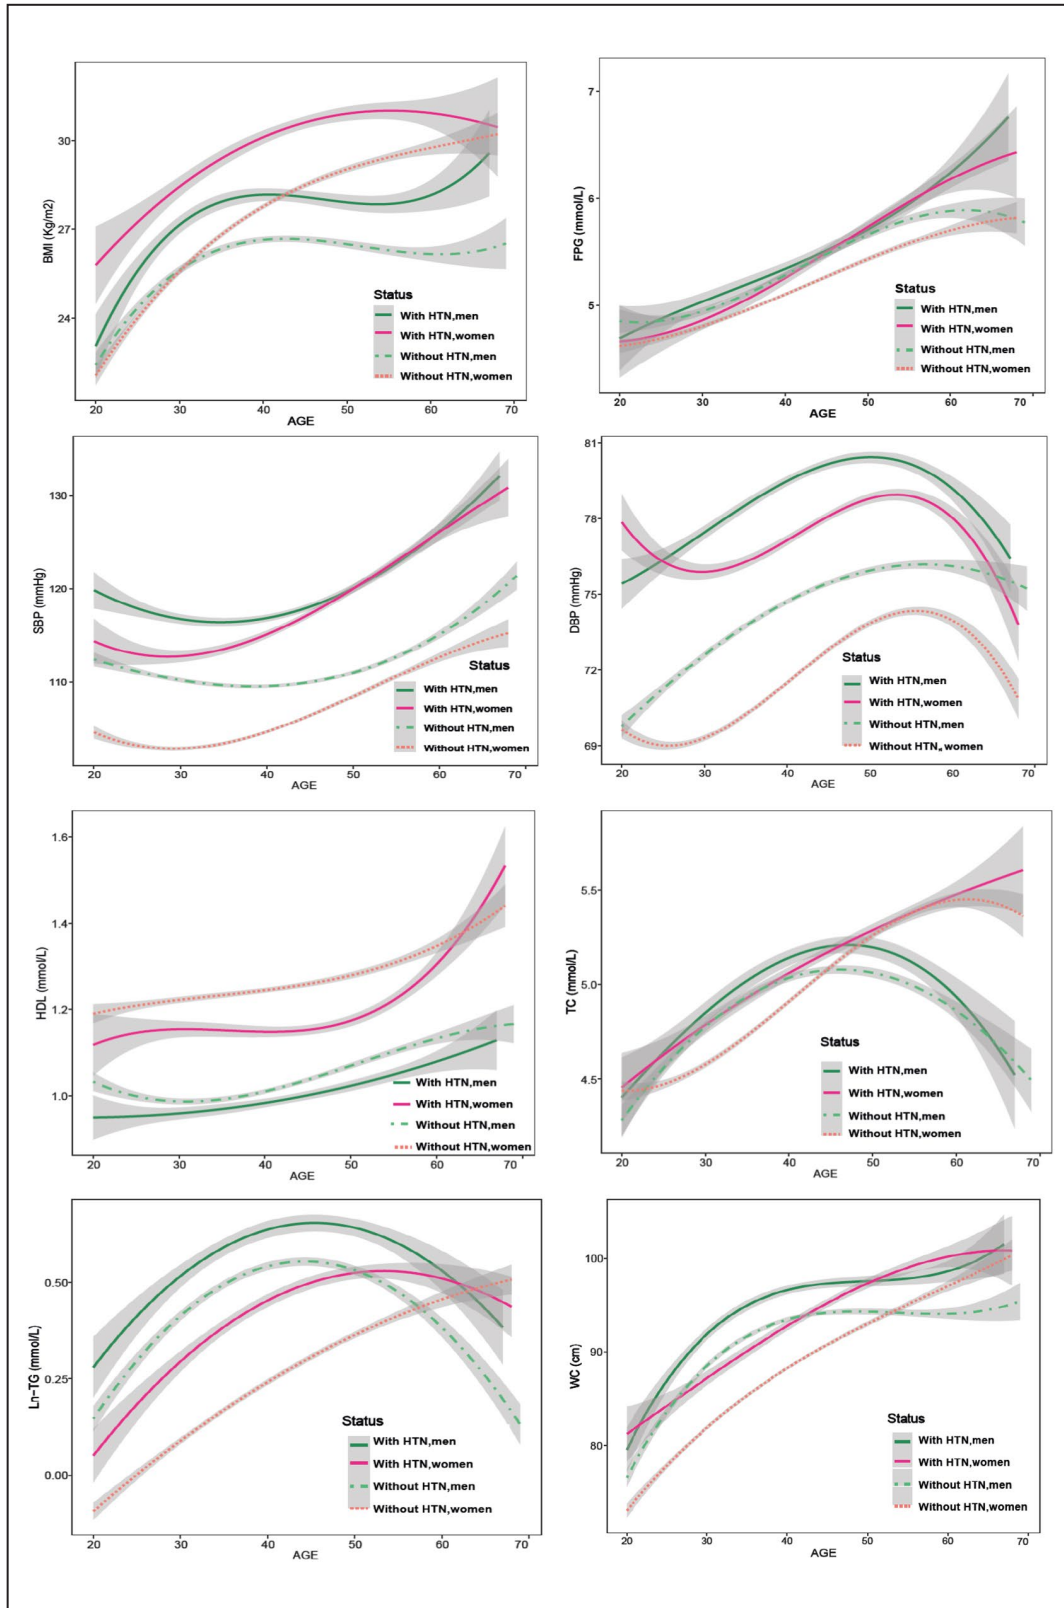 BMI (Kg/m2)
30
27
24
Status
With HTN,men
With HTN,women
Without HTN,men
Without HTN,women
20 30 40 50 60 70
AGE
FPG (mmol/L)
7
6
5
Status
With HTN,men
With HTN,women
Without HTN,men
Without HTN,women
20 30 40 50 60 70
AGE
SBP (mmHg)
130
120
110
Status
With HTN,men
With HTN,women
Without HTN,men
Without HTN,women
20 30 40 50 60 70
AGE
DBP (mmHg)
81
78
75
72
69
Status
With HTN,men
With HTN,women
Without HTN,men
Without HTN,,women
20 30 40 50 60 70
AGE
HDL (mmol/L)
1.6
1.4
1.2
1.0
With HTN,men
With HTN,women
Without HTN,men
Without HTN,women
20 30 40 50 60 70
AGE
TC (mmol/L)
5.5
5.0
4.5
Status
With HTN,men
With HTN,women
Without HTN,men
Without HTN,women
20 30 40 50 60 70
AGE
Ln-TG (mmol/L)
0.50
0.25
0.00
Status
With HTN,men
With HTN,women
Without HTN,men
Without HTN,women
20 30 40 50 60 70
AGE
WC (cm)
100
90
80
Status
With HTN,men
With HTN,women
Without HTN,men
Without HTN,women
20 30 40 50 60 70
AGE